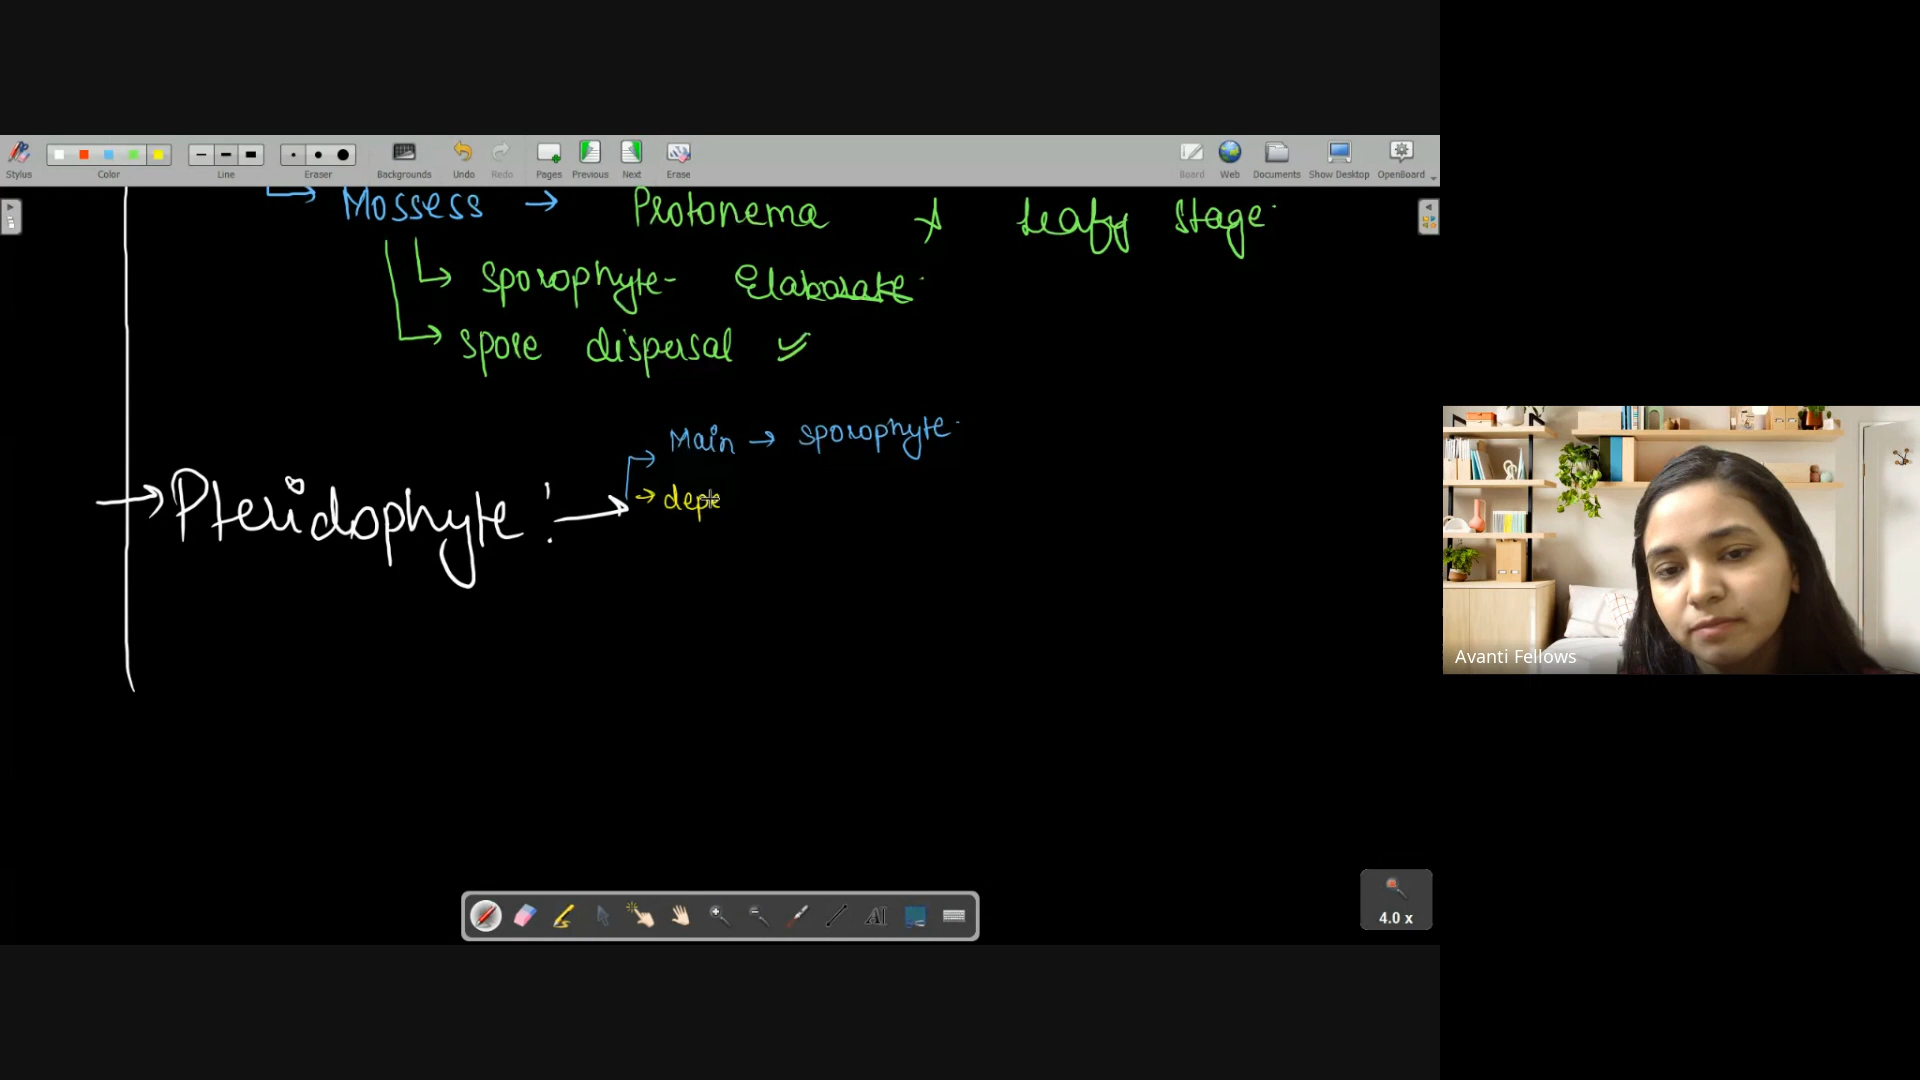 Stylus Color Line Eraser Backgrounds Undo Redo Pages Previous Next Erase Board Web Documents Show Desktop OpenBoard
Mossess → Protonema + Leafy stage.
→ Sporophyte - Elaborate.
→ Spore dispersal
Main → Sporophyte.
→ Pteridophyte : →
→ depe
Avanti Fellows
4.0 x